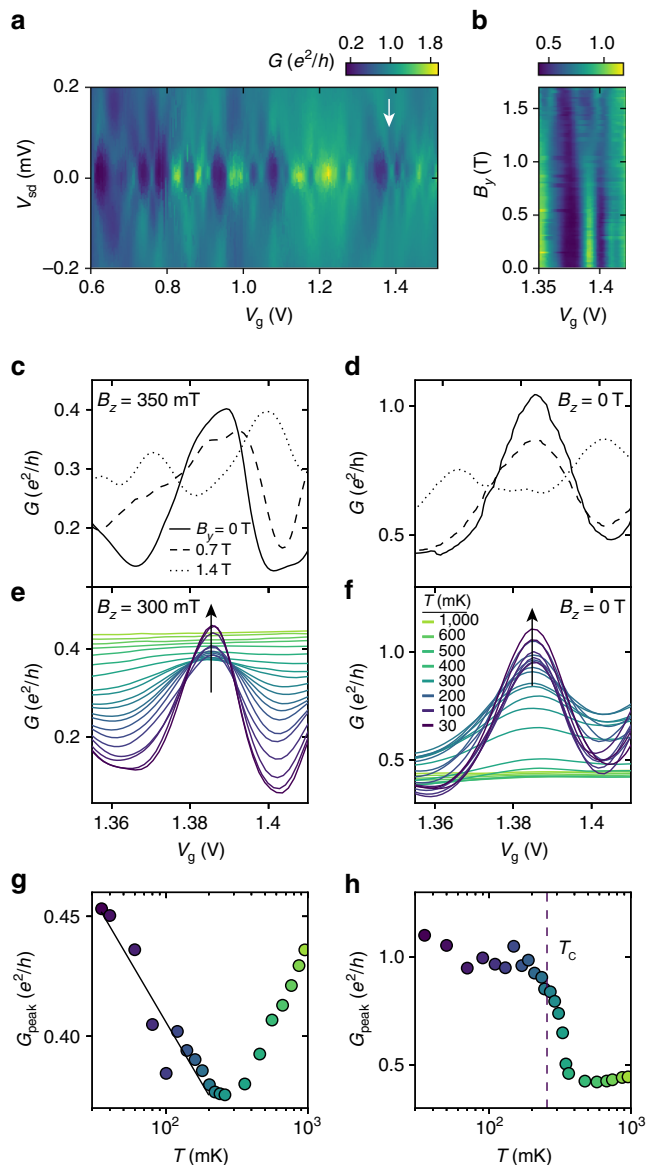 a
G (e²/h)
0.2 1.0 1.8
0.2
0.0
−0.2
V_sd (mV)
0.6 0.8 1.0 1.2 1.4
V_g (V)
b
0.5 1.0
1.5
1.0
0.5
0.0
B_y (T)
1.35 1.40
V_g (V)
c
B_z = 350 mT
0.4
0.3
0.2
G (e²/h)
B_y = 0 T
0.7 T
1.4 T
d
B_z = 0 T
1.0
0.5
G (e²/h)
e
B_z = 300 mT
0.4
0.2
G (e²/h)
1.36 1.38 1.4
V_g (V)
f
B_z = 0 T
T (mK)
1,000
600
500
400
300
200
100
30
1.0
0.5
G (e²/h)
1.36 1.38 1.4
V_g (V)
g
0.45
0.40
G_peak (e²/h)
10² 10³
T (mK)
h
T_C
1.0
0.5
G_peak (e²/h)
10² 10³
T (mK)